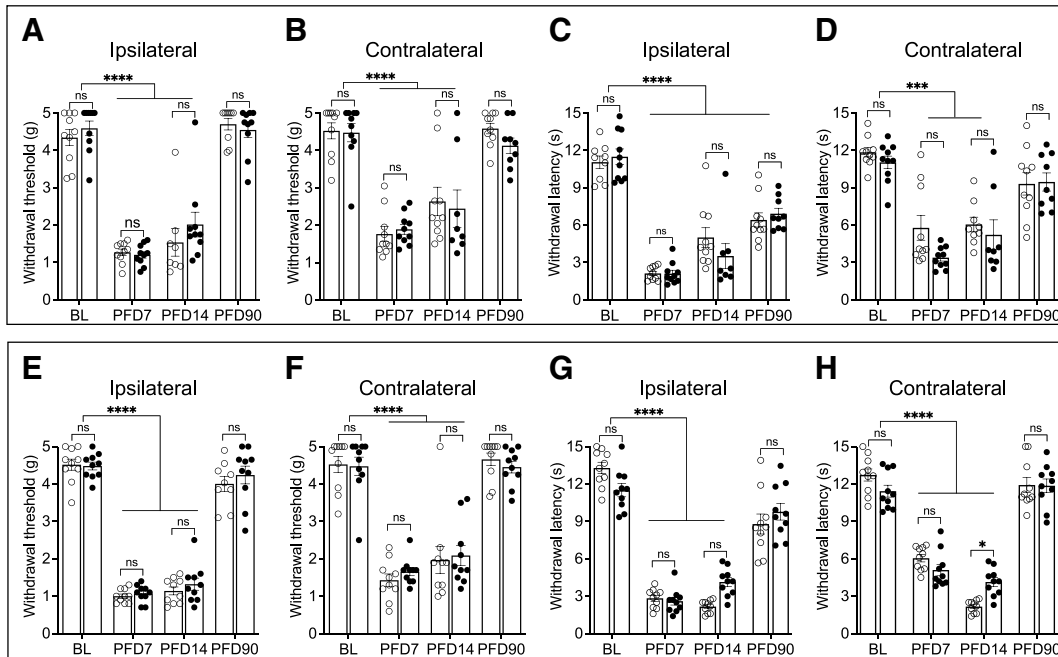 A
Ipsilateral
Withdrawal threshold (g)
5
4
3
2
1
0
ns
****
ns
ns
ns
BL PFD7 PFD14 PFD90
B
Contralateral
Withdrawal threshold (g)
5
4
3
2
1
0
ns
****
ns
ns
ns
BL PFD7 PFD14 PFD90
C
Ipsilateral
Withdrawal latency (s)
15
12
9
6
3
0
ns
****
ns
ns
ns
BL PFD7 PFD14 PFD90
D
Contralateral
Withdrawal latency (s)
15
12
9
6
3
0
ns
***
ns
ns
ns
BL PFD7 PFD14 PFD90
E
Ipsilateral
Withdrawal threshold (g)
5
4
3
2
1
0
ns
****
ns
ns
ns
BL PFD7 PFD14 PFD90
F
Contralateral
Withdrawal threshold (g)
5
4
3
2
1
0
ns
****
ns
ns
ns
BL PFD7 PFD14 PFD90
G
Ipsilateral
Withdrawal latency (s)
15
12
9
6
3
0
ns
****
ns
ns
ns
BL PFD7 PFD14 PFD90
H
Contralateral
Withdrawal latency (s)
15
12
9
6
3
0
ns
****
ns
*
ns
BL PFD7 PFD14 PFD90